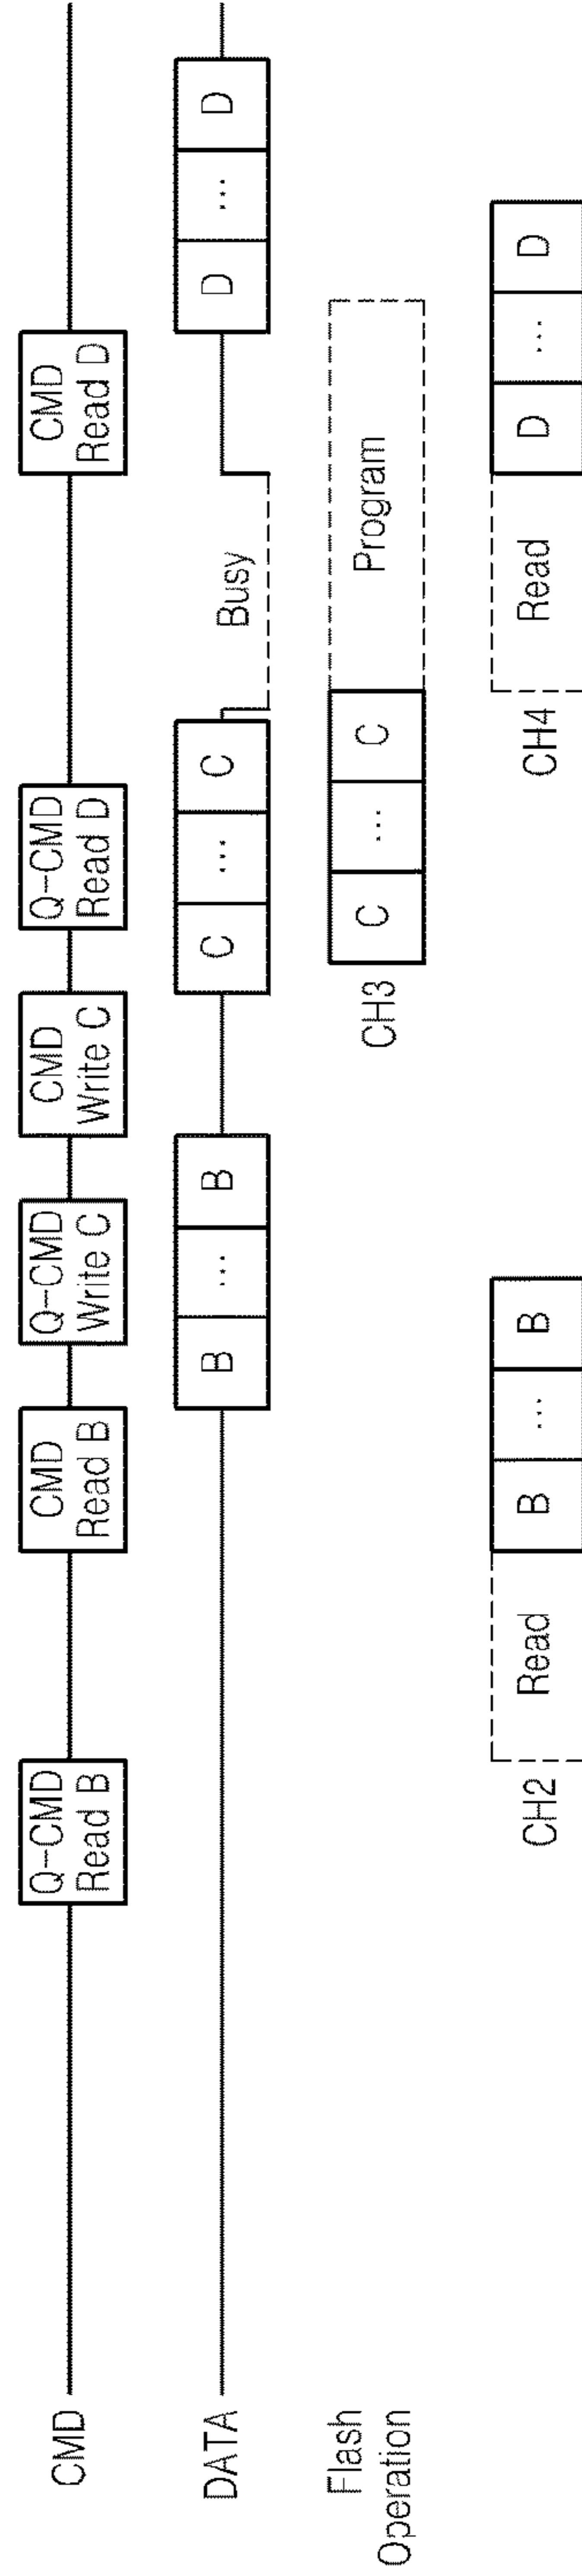 CMD
Q-CMD
Read B
CMD
Read B
Q-CMD
Write C
CMD
Write C
Q-CMD
Read D
CMD
Read D
DATA
B ... B
C ... C
Busy
D ... D
Flash
Operation
CH3
C ... C
Program
CH2
Read
B ... B
CH4
Read
D ... D